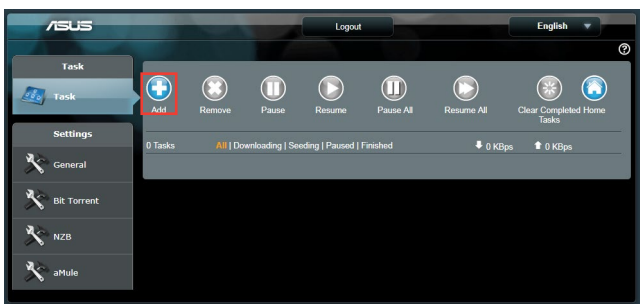 ASUS
Logout
English
Task
Task
Settings
General
Bit Torrent
NZB
aMule
Add
Remove
Pause
Resume
Pause All
Resume All
Clear Completed
Tasks
Home
0 Tasks
All | Downloading | Seeding | Paused | Finished
0 KBps
0 KBps